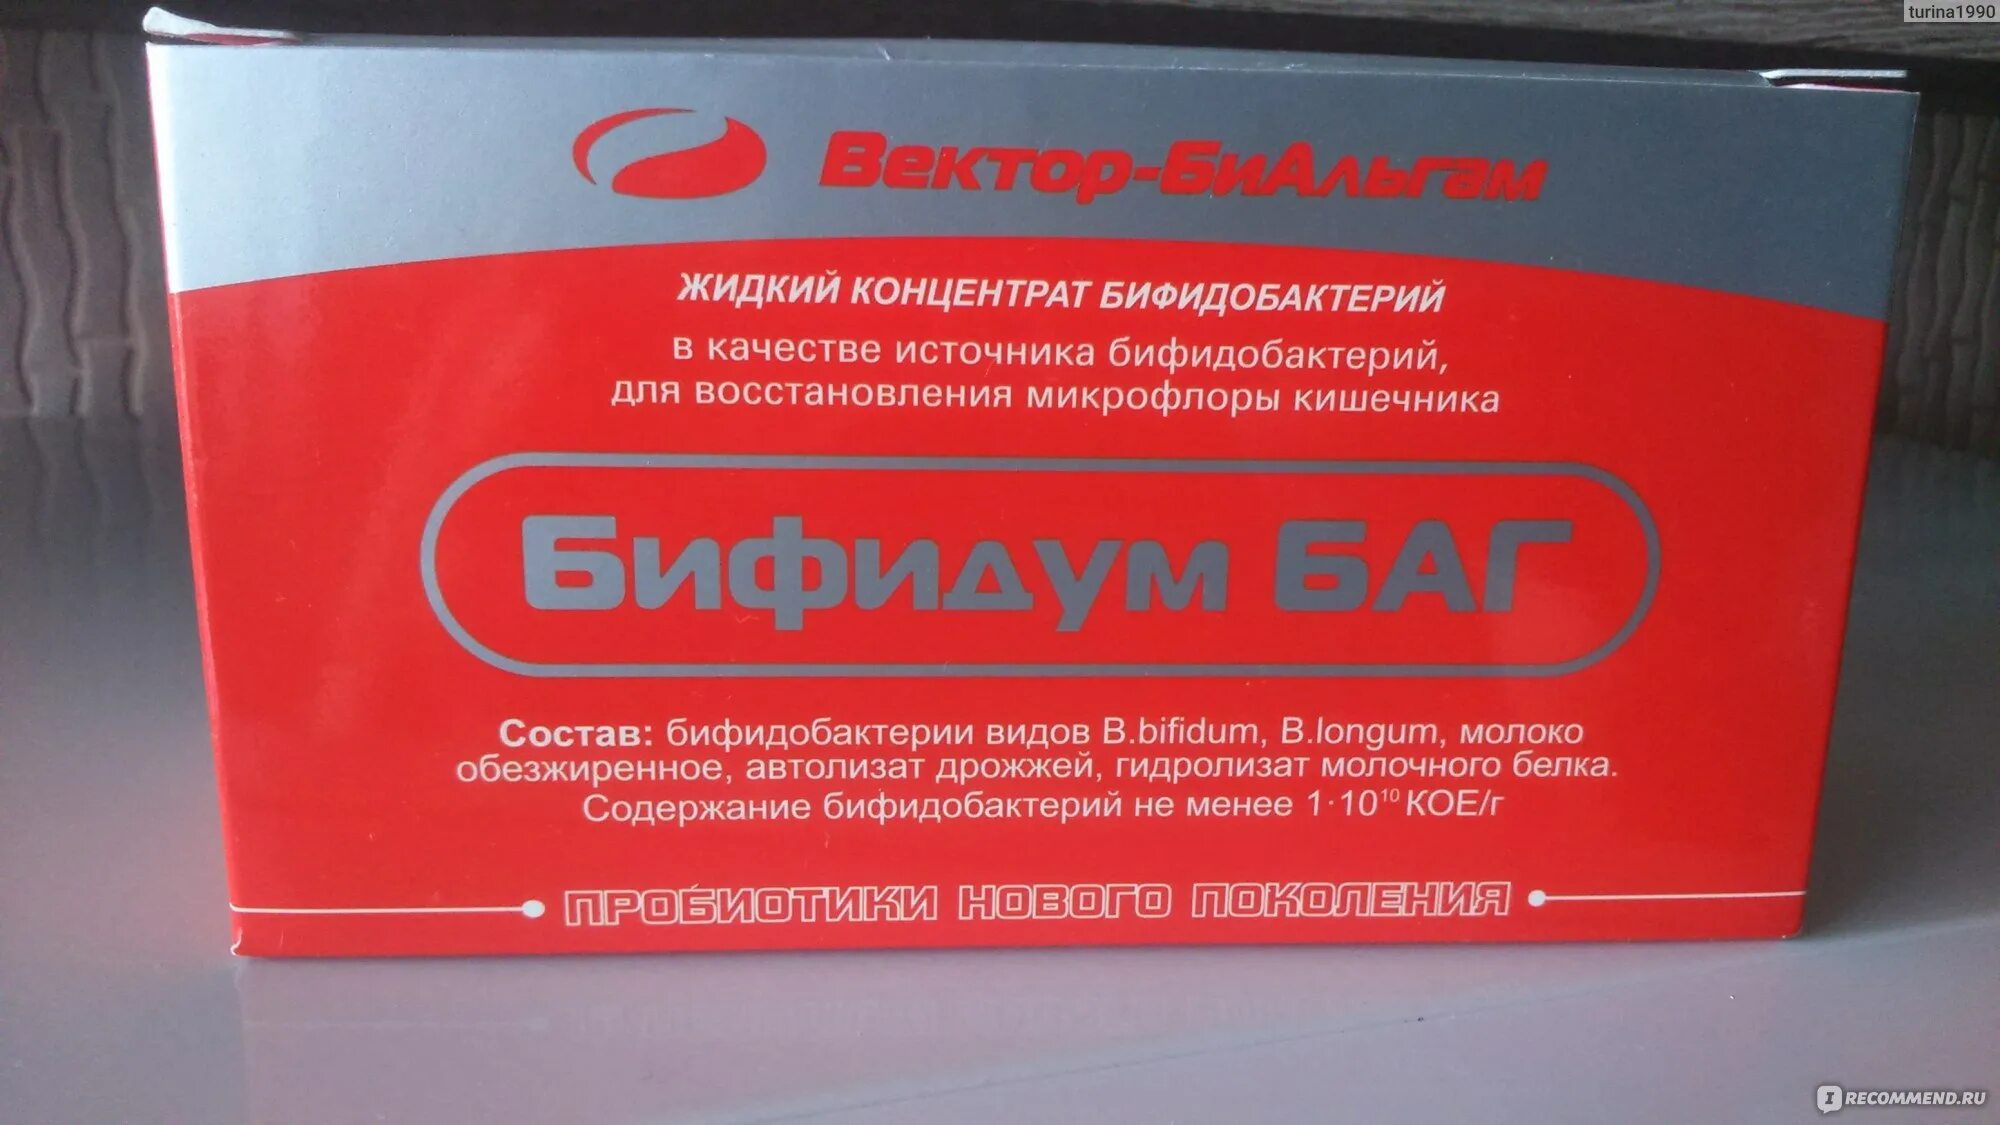 turina1990
Вектор-БиАльгам
ЖИДКИЙ КОНЦЕНТРАТ БИФИДОБАКТЕРИЙ
в качестве источника бифидобактерий,
для восстановления микрофлоры кишечника
Бифидум БАГ
Состав: бифидобактерии видов B.bifidum, B.longum, молоко
обезжиренное, автолизат дрожжей, гидролизат молочного белка.
Содержание бифидобактерий не менее 1·10¹⁰ КОЕ/г
ПРОБИОТИКИ НОВОГО ПОКОЛЕНИЯ
I RECOMMEND.RU